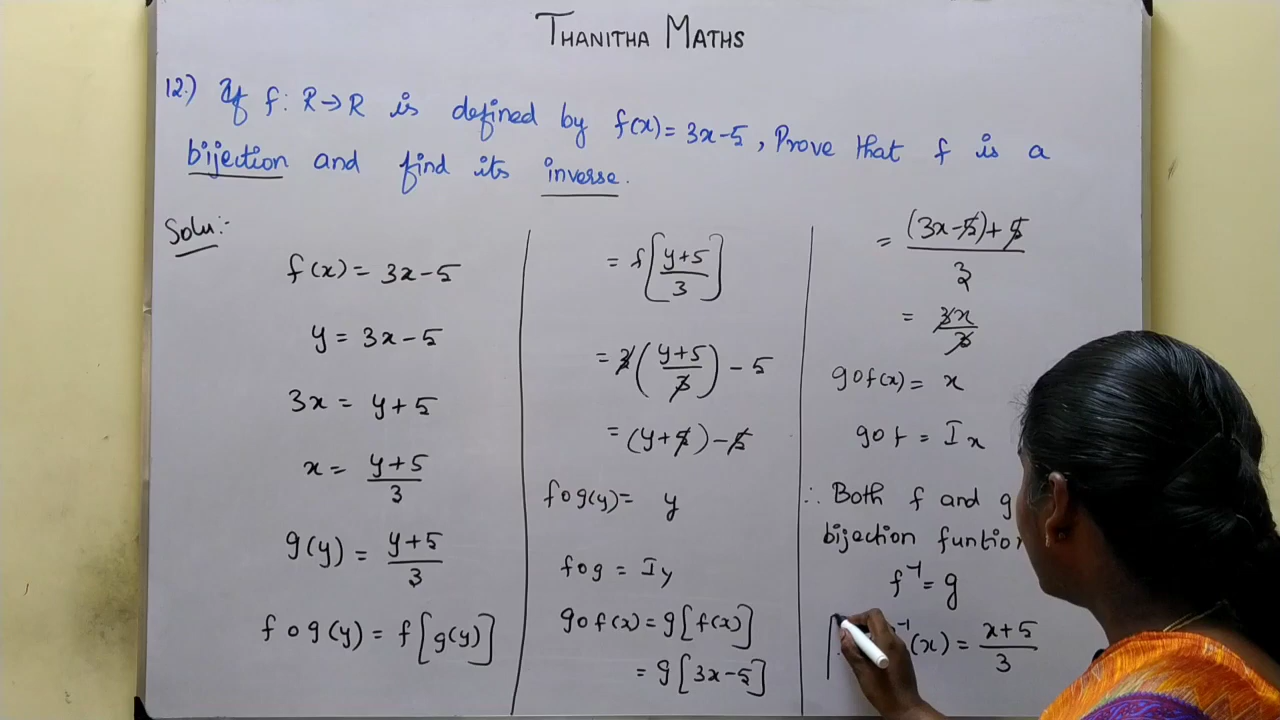 THANITHA MATHS
12.) If f: R→R is defined by f(x) = 3x-5, Prove that f is a
bijection and find its inverse.
Solu:-
f(x) = 3x-5
y = 3x-5
3x = y+5
x = y+5/3
g(y) = y+5/3
f o g(y) = f[g(y)]
= f[y+5/3]
= 3(y+5/3) - 5
= (y+5)-5
fog(y) = y
fog = Iy
gof(x) = g[f(x)]
= g[3x-5]
= (3x-5)+5/3
= 3x/3
gof(x) = x
gof = Ix
∴ Both f and g
bijection funtion
f⁻¹ = g
⁻¹(x) = x+5/3